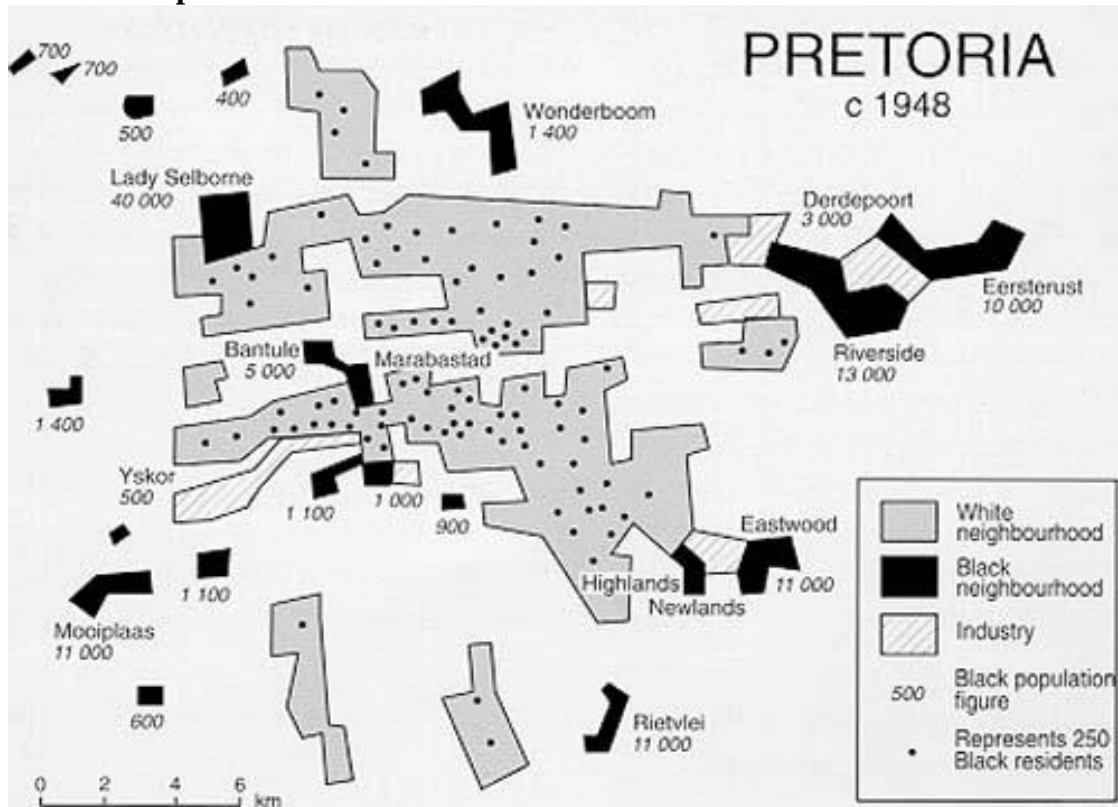 PRETORIA
c 1948
700
700
400
500
Wonderboom
1 400
Lady Selborne
40 000
Derdepoort
3 000
Eersterust
10 000
Bantule
5 000
Marabastad
Riverside
13 000
1 400
Yskor
500
1 100
1 000
900
Eastwood
11 000
Highlands
Newlands
1 100
Mooiplaas
11 000
600
Rietvlei
11 000
White
neighbourhood
Black
neighbourhood
Industry
500
Black population
figure
Represents 250
Black residents
0 2 4 6
km